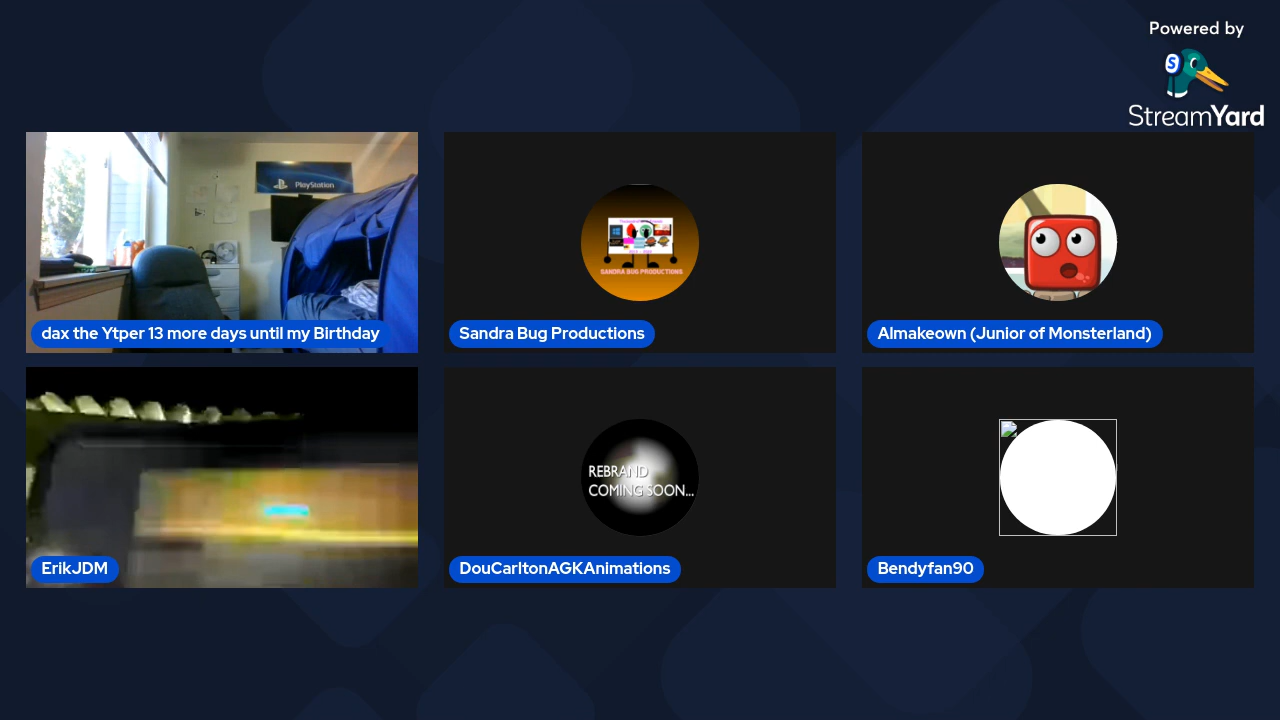 Powered by
StreamYard
PlayStation
dax the Ytper 13 more days until my Birthday
SANDRA BUG PRODUCTIONS
Sandra Bug Productions
Almakeown (Junior of Monsterland)
ErikJDM
REBRAND
COMING SOON...
DouCarltonAGKAnimations
Bendyfan90